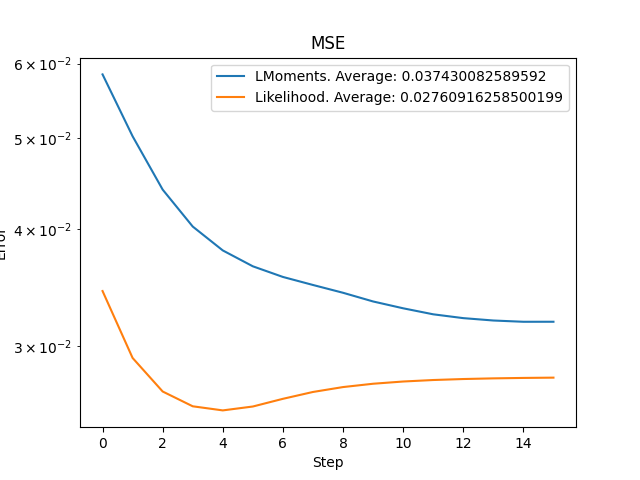 MSE
6 × 10⁻²
5 × 10⁻²
4 × 10⁻²
3 × 10⁻²
Error
LMoments. Average: 0.037430082589592
Likelihood. Average: 0.02760916258500199
0 2 4 6 8 10 12 14
Step